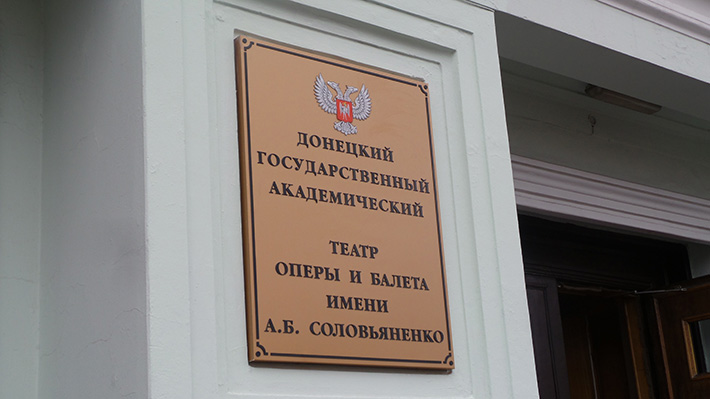 ДОНЕЦКИЙ
ГОСУДАРСТВЕННЫЙ
АКАДЕМИЧЕСКИЙ
ТЕАТР
ОПЕРЫ И БАЛЕТА
ИМЕНИ
А.Б. СОЛОВЬЯНЕНКО